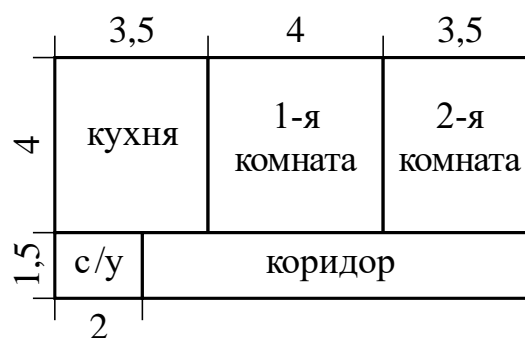 3,5 4 3,5
4
кухня
1-я
комната
2-я
комната
1,5
с/у
коридор
2